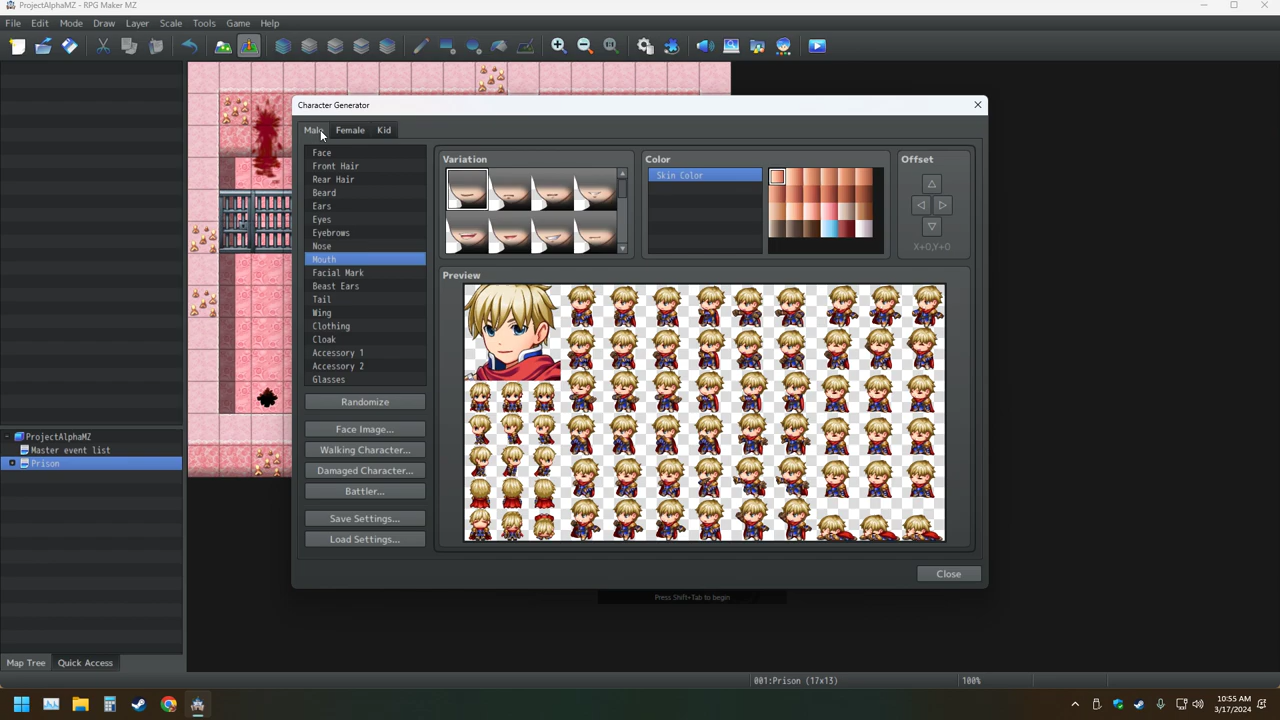 ProjectAlphaMZ - RPG Maker MZ
File Edit Mode Draw Layer Scale Tools Game Help
Character Generator
Male Female Kid
Face
Front Hair
Rear Hair
Beard
Ears
Eyes
Eyebrows
Nose
Mouth
Facial Mark
Beast Ears
Tail
Wing
Clothing
Cloak
Accessory 1
Accessory 2
Glasses
Randomize
Face Image...
Walking Character...
Damaged Character...
Battler...
Save Settings...
Load Settings...
Variation
Color
Skin Color
Offset
X+0,Y+0
Preview
Close
Press Shift+Tab to begin
ProjectAlphaMZ
Master event list
Prison
Map Tree Quick Access
001:Prison (17x13) 100%
10:55 AM
3/17/2024